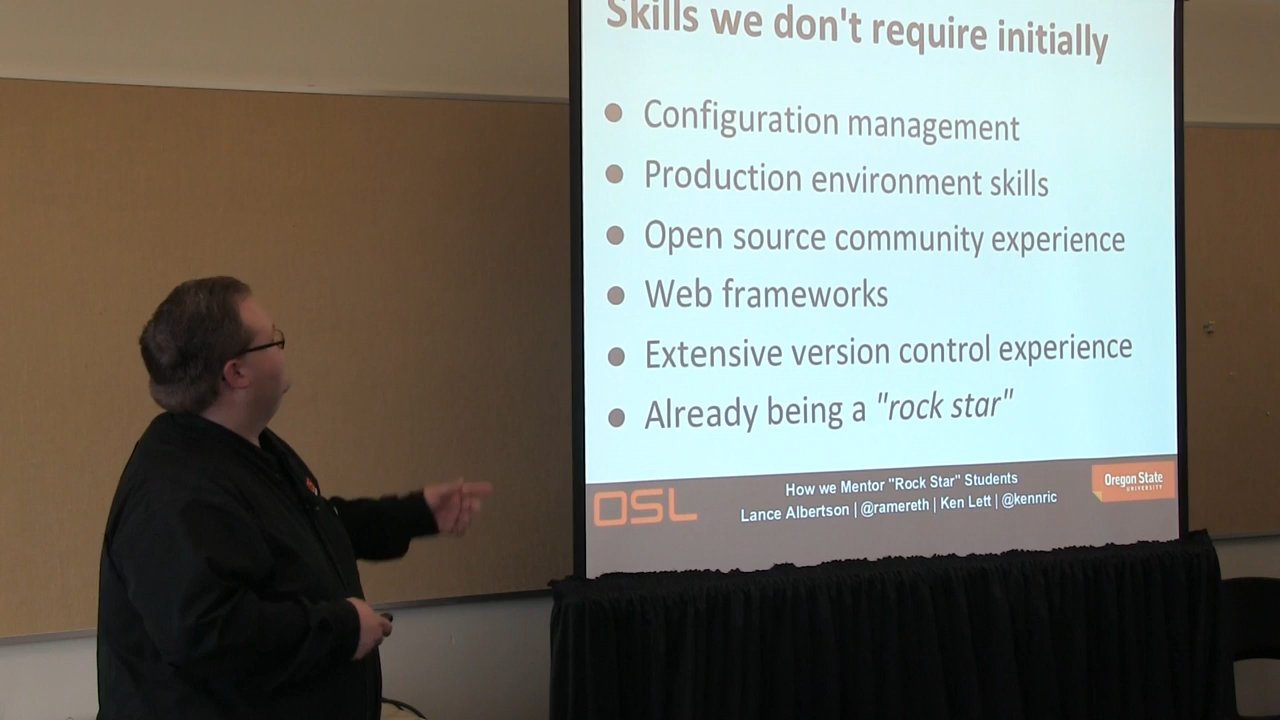 Skills we don't require initially
Configuration management
Production environment skills
Open source community experience
Web frameworks
Extensive version control experience
Already being a "rock star"
OSL
How we Mentor "Rock Star" Students
Lance Albertson | @ramereth | Ken Lett | @kennric
Oregon State
UNIVERSITY